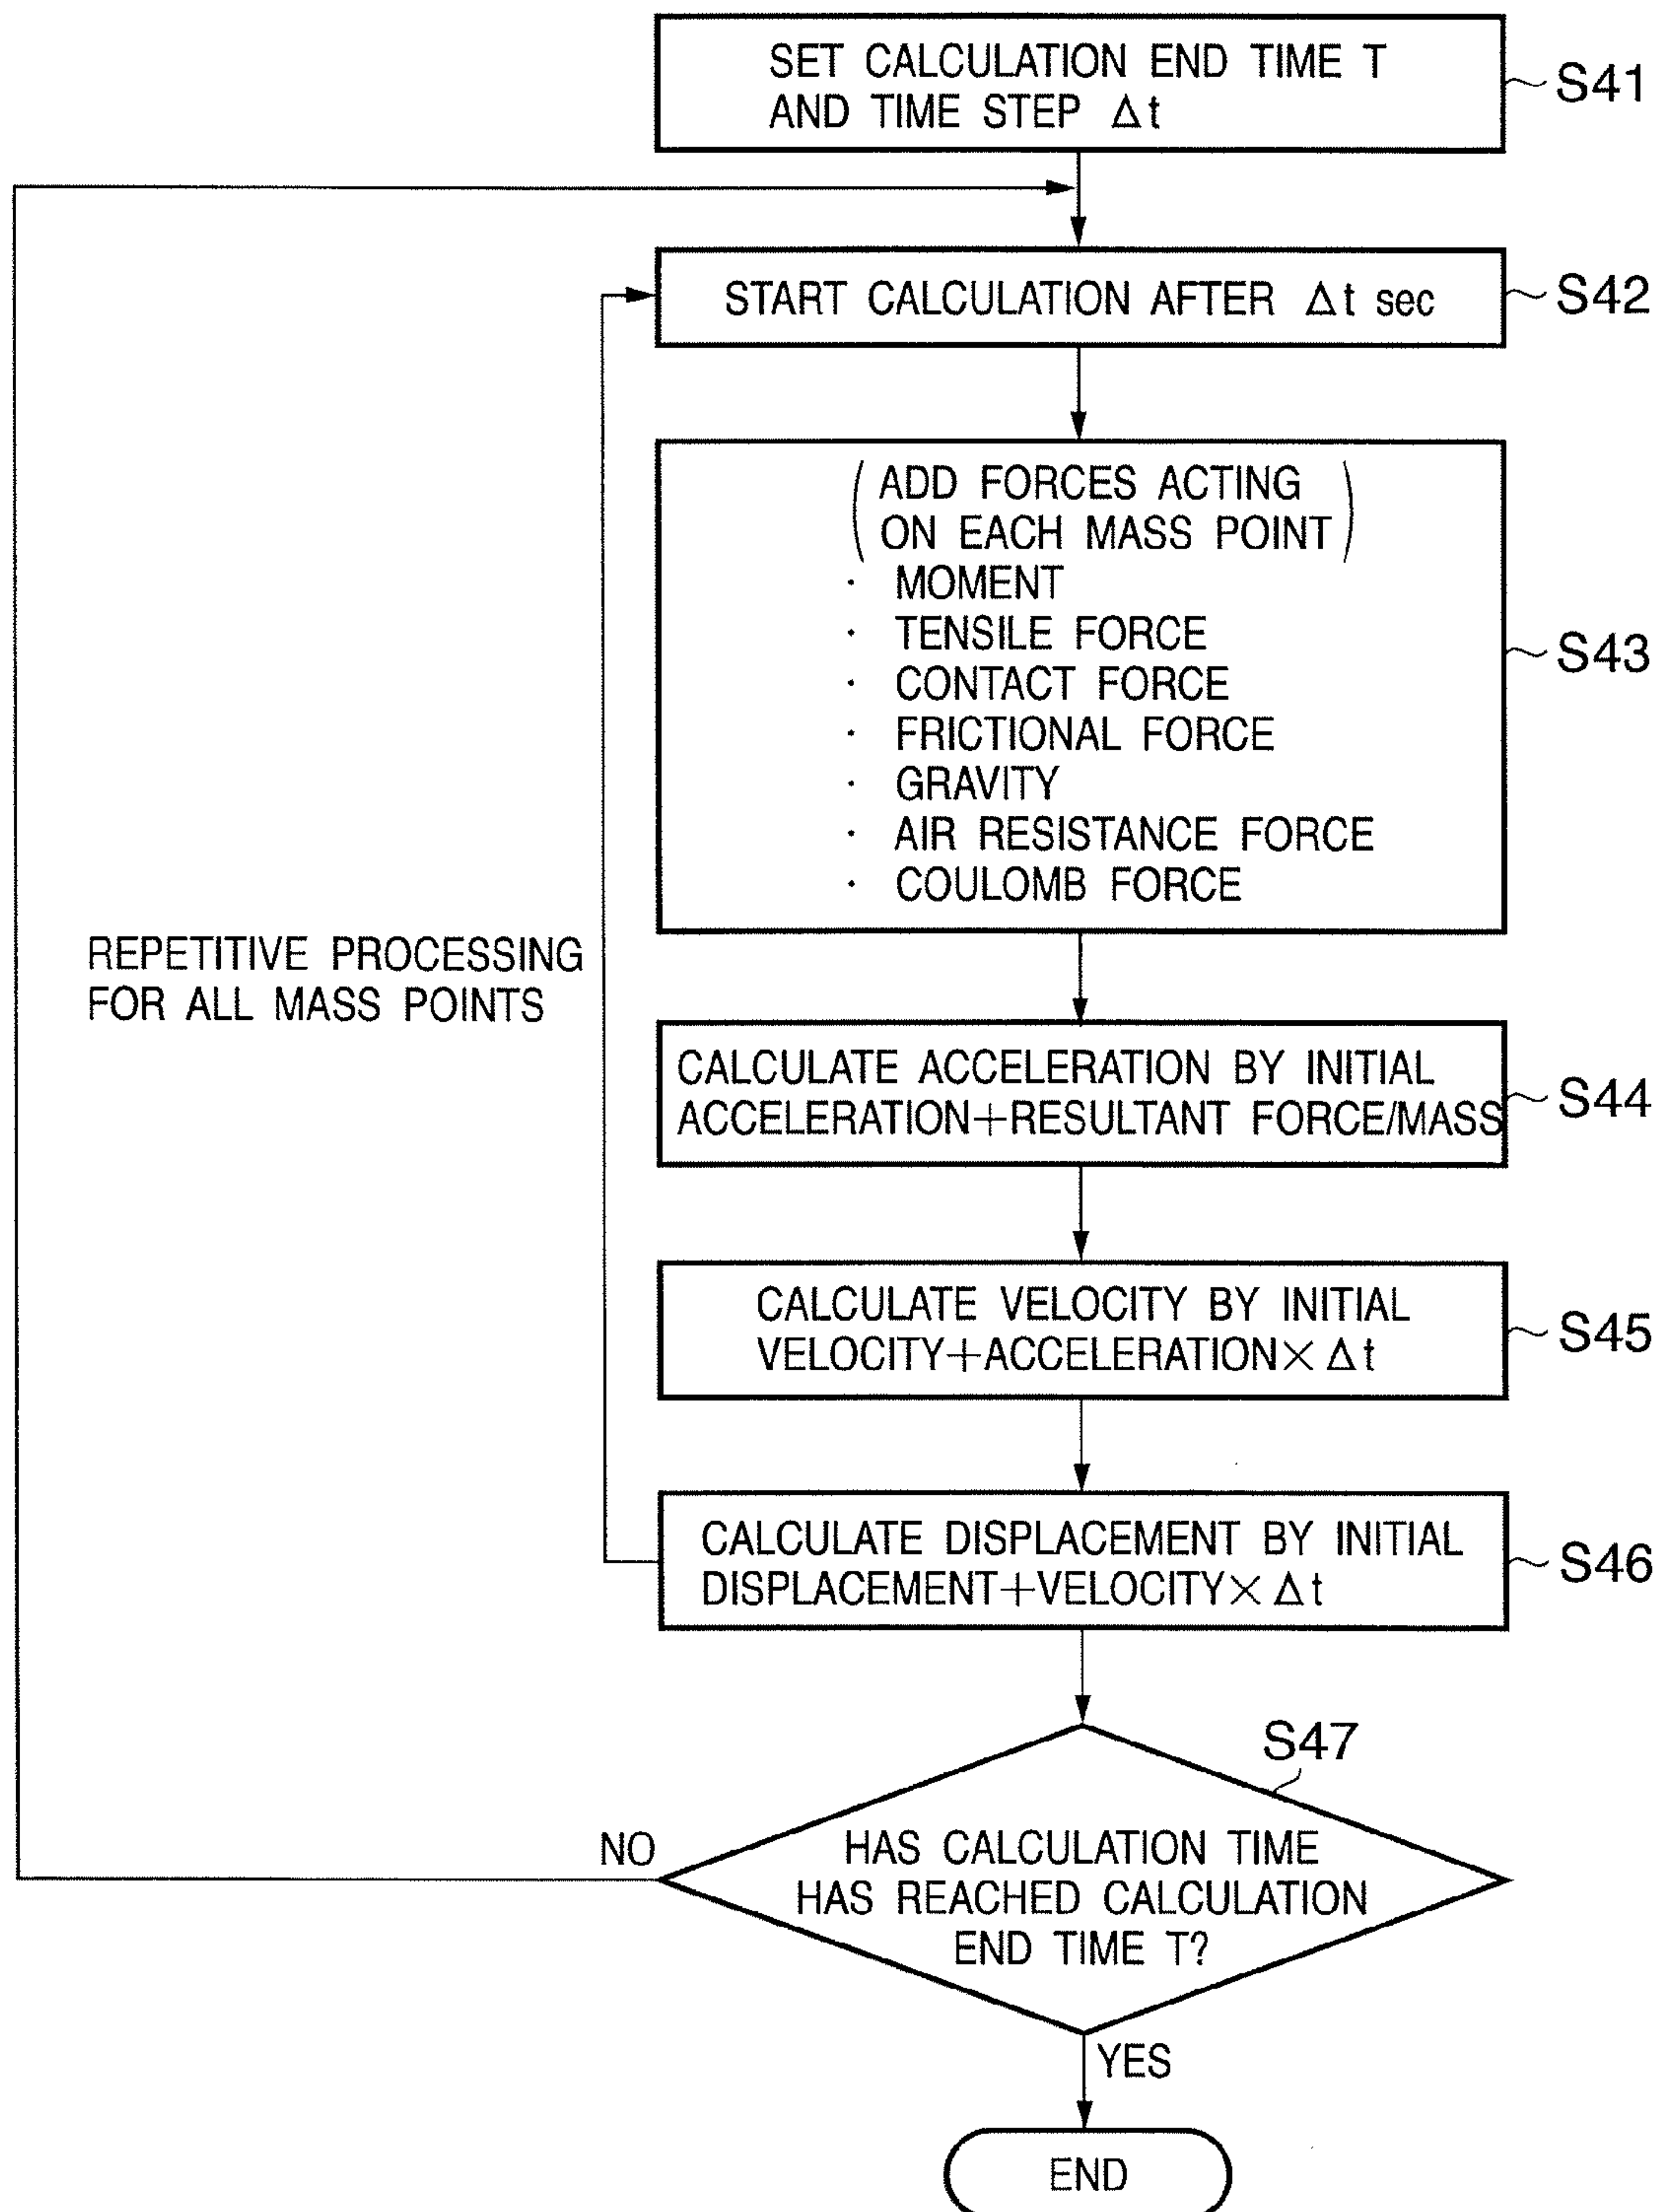 SET CALCULATION END TIME T
AND TIME STEP Δt
S41
START CALCULATION AFTER Δt sec
S42
(ADD FORCES ACTING
ON EACH MASS POINT)
· MOMENT
· TENSILE FORCE
· CONTACT FORCE
· FRICTIONAL FORCE
· GRAVITY
· AIR RESISTANCE FORCE
· COULOMB FORCE
S43
REPETITIVE PROCESSING
FOR ALL MASS POINTS
CALCULATE ACCELERATION BY INITIAL
ACCELERATION+RESULTANT FORCE/MASS
S44
CALCULATE VELOCITY BY INITIAL
VELOCITY+ACCELERATION×Δt
S45
CALCULATE DISPLACEMENT BY INITIAL
DISPLACEMENT+VELOCITY×Δt
S46
S47
NO
HAS CALCULATION TIME
HAS REACHED CALCULATION
END TIME T?
YES
END